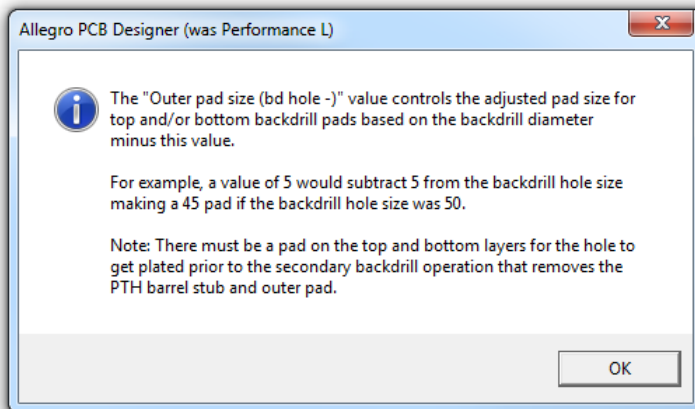 Allegro PCB Designer (was Performance L)
The "Outer pad size (bd hole -)" value controls the adjusted pad size for
top and/or bottom backdrill pads based on the backdrill diameter
minus this value.
For example, a value of 5 would subtract 5 from the backdrill hole size
making a 45 pad if the backdrill hole size was 50.
Note: There must be a pad on the top and bottom layers for the hole to
get plated prior to the secondary backdrill operation that removes the
PTH barrel stub and outer pad.
OK